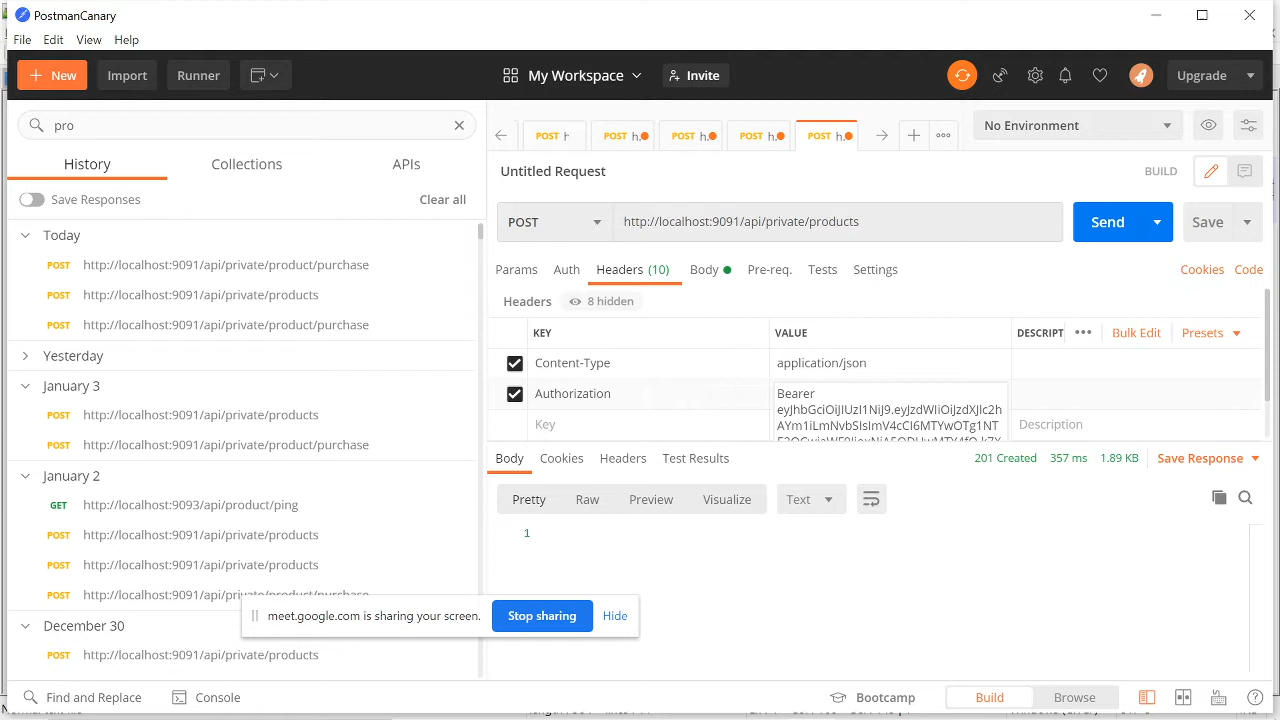 PostmanCanary
File Edit View Help
New Import Runner My Workspace Invite Upgrade
pro
POST h POST h. POST h. POST h. POST h. No Environment
History Collections APIs
Untitled Request BUILD
Save Responses Clear all
POST http://localhost:9091/api/private/products Send Save
Today
POST http://localhost:9091/api/private/product/purchase
POST http://localhost:9091/api/private/products
POST http://localhost:9091/api/private/product/purchase
Yesterday
January 3
POST http://localhost:9091/api/private/products
POST http://localhost:9091/api/private/product/purchase
January 2
GET http://localhost:9093/api/product/ping
POST http://localhost:9091/api/private/products
POST http://localhost:9091/api/private/products
POST http://localhost:9091/api/private/product/purchase
December 30
POST http://localhost:9091/api/private/products
Params Auth Headers (10) Body Pre-req. Tests Settings Cookies Code
Headers 8 hidden
KEY VALUE DESCRIPT Bulk Edit Presets
Content-Type application/json
Authorization Bearer
eyJhbGciOiJIUzI1NiJ9.eyJzdWIiOiJzdXJlc2h
AYm1iLmNvbSIsImV4cCI6MTYwOTg1NT
Key Description
Body Cookies Headers Test Results 201 Created 357 ms 1.89 KB Save Response
Pretty Raw Preview Visualize Text
1
meet.google.com is sharing your screen. Stop sharing Hide
Find and Replace Console Bootcamp Build Browse